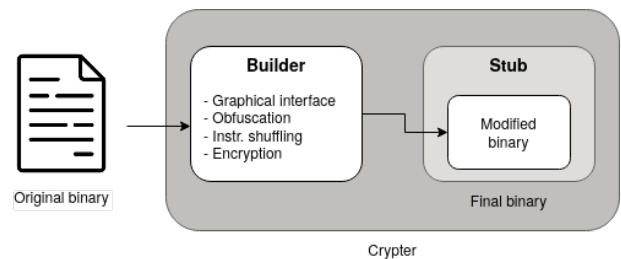 Original binary
Builder
- Graphical interface
- Obfuscation
- Instr. shuffling
- Encryption
Stub
Modified
binary
Final binary
Crypter